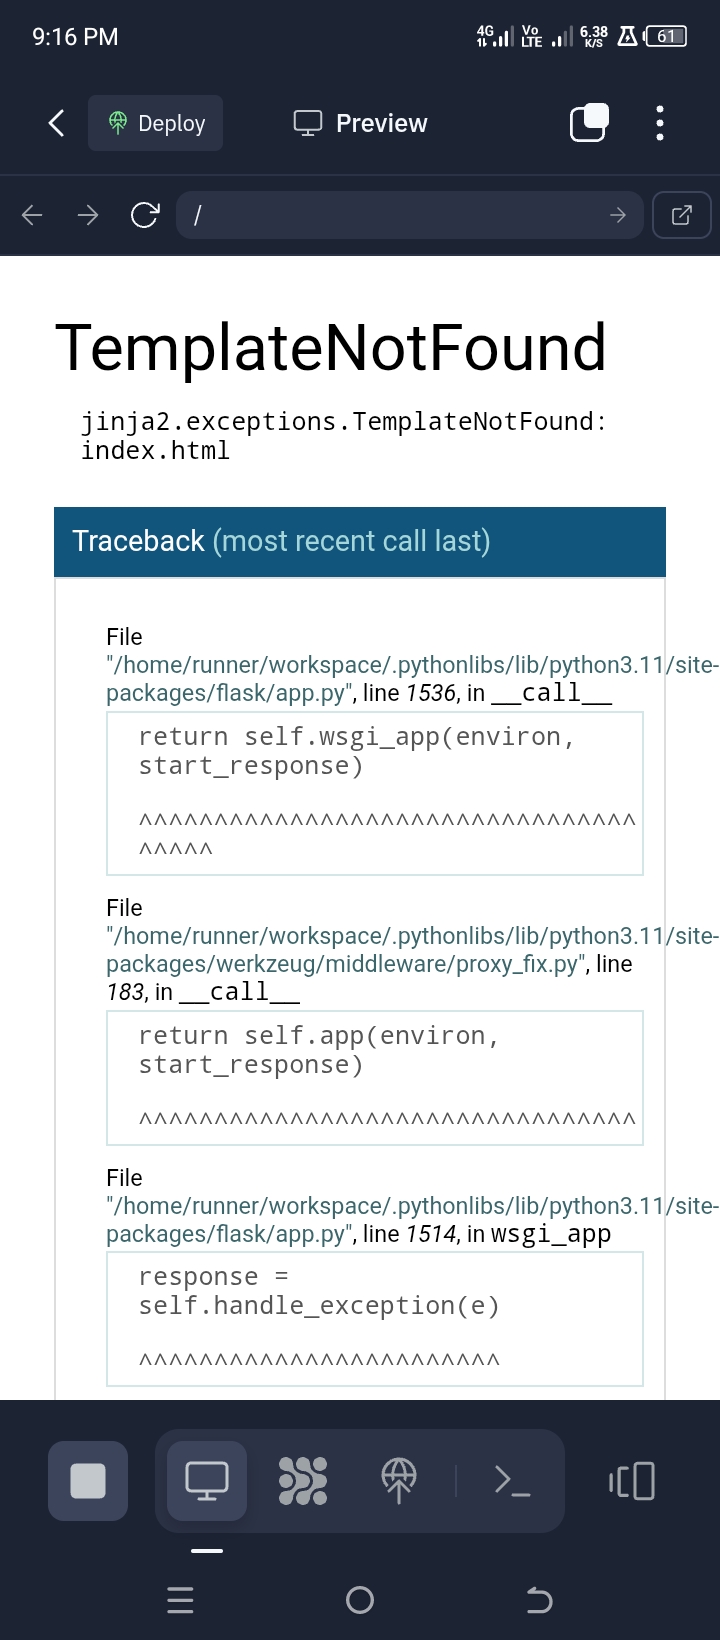 9:16 PM
4G Vo LTE 6.38 K/S 61
Deploy
Preview
/
TemplateNotFound
jinja2.exceptions.TemplateNotFound:
index.html
Traceback (most recent call last)
File
"/home/runner/workspace/.pythonlibs/lib/python3.11/site-
packages/flask/app.py", line 1536, in __call__
return self.wsgi_app(environ,
start_response)
^^^^^^^^^^^^^^^^^^^^^^^^^^^^^^^^^
^^^^^
File
"/home/runner/workspace/.pythonlibs/lib/python3.11/site-
packages/werkzeug/middleware/proxy_fix.py", line
183, in __call__
return self.app(environ,
start_response)
^^^^^^^^^^^^^^^^^^^^^^^^^^^^^^^^^
File
"/home/runner/workspace/.pythonlibs/lib/python3.11/site-
packages/flask/app.py", line 1514, in wsgi_app
response =
self.handle_exception(e)
^^^^^^^^^^^^^^^^^^^^^^^^